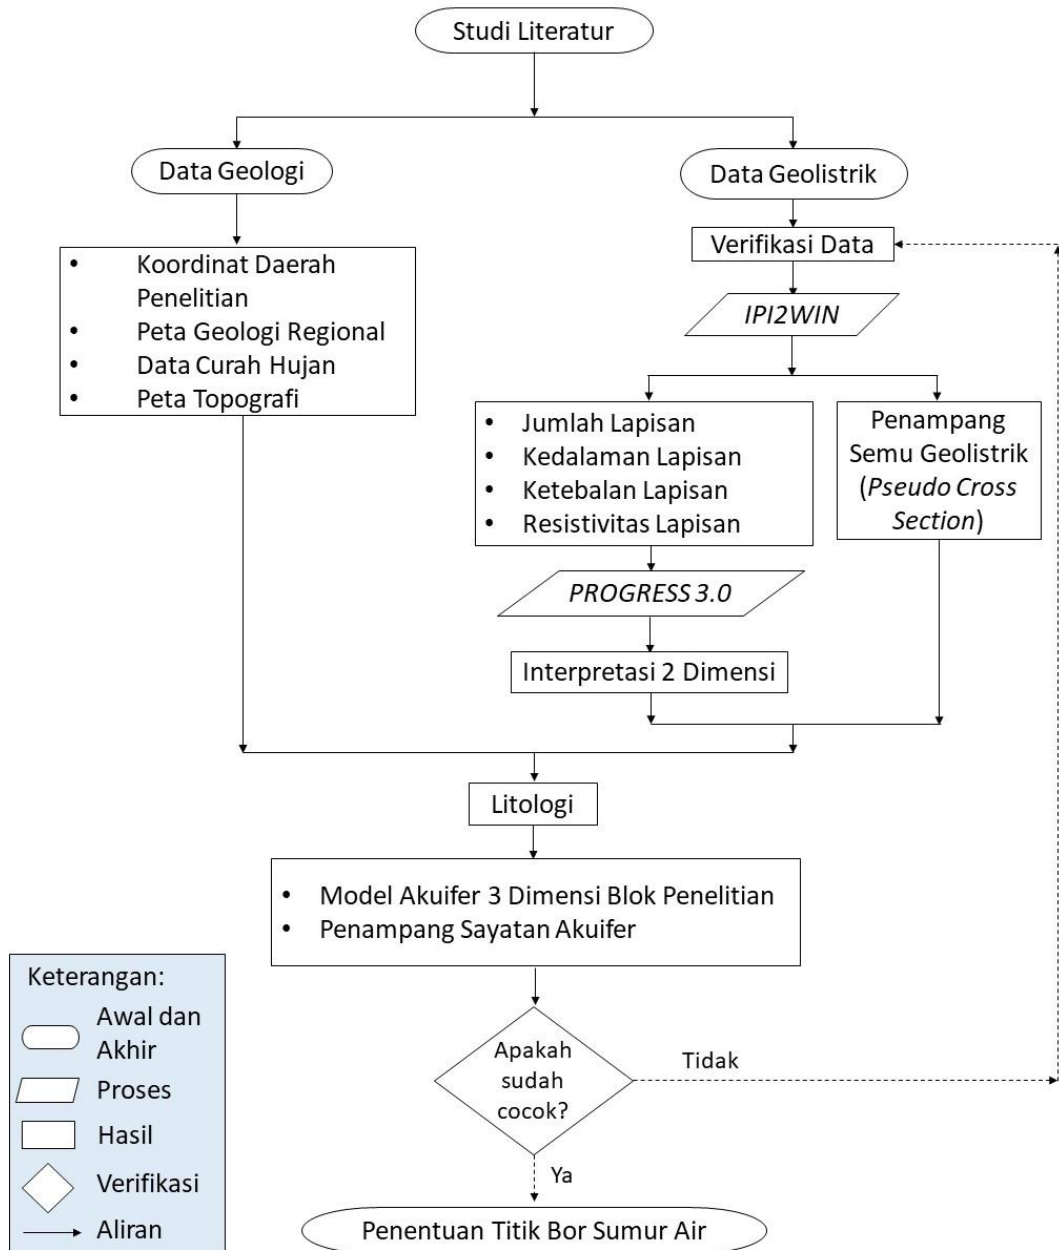 Studi Literatur
Data Geologi
Data Geolistrik
• Koordinat Daerah
Penelitian
• Peta Geologi Regional
• Data Curah Hujan
• Peta Topografi
Verifikasi Data
IPI2WIN
• Jumlah Lapisan
• Kedalaman Lapisan
• Ketebalan Lapisan
• Resistivitas Lapisan
Penampang
Semu Geolistrik
(Pseudo Cross
Section)
PROGRESS 3.0
Interpretasi 2 Dimensi
Litologi
• Model Akuifer 3 Dimensi Blok Penelitian
• Penampang Sayatan Akuifer
Apakah
sudah
cocok?
Tidak
Ya
Penentuan Titik Bor Sumur Air
Keterangan:
Awal dan
Akhir
Proses
Hasil
Verifikasi
Aliran